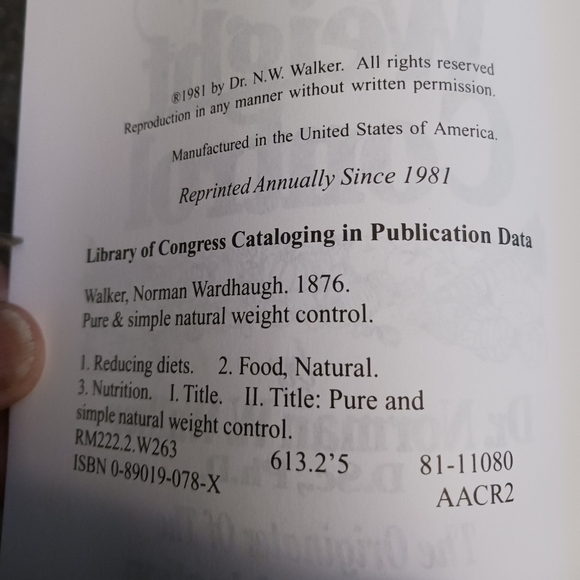 ®1981 by Dr. N.W. Walker. All rights reserved
Reproduction in any manner without written permission.
Manufactured in the United States of America.
Reprinted Annually Since 1981
Library of Congress Cataloging in Publication Data
Walker, Norman Wardhaugh. 1876.
Pure & simple natural weight control.
1. Reducing diets. 2. Food, Natural.
3. Nutrition. I. Title. II. Title: Pure and
simple natural weight control.
RM222.2.W263 613.2'5 81-11080
ISBN 0-89019-078-X AACR2